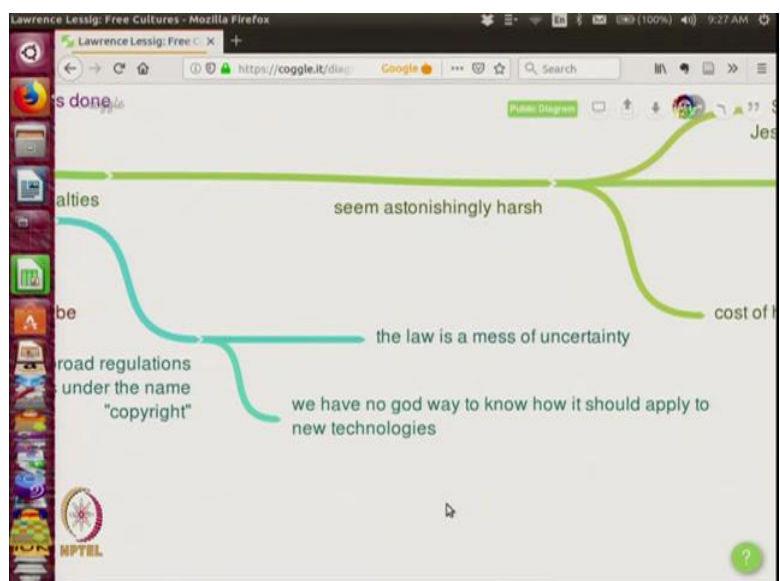 Lawrence Lessig: Free Cultures - Mozilla Firefox
En (100%) 9:27 AM
Lawrence Lessig: Free C
https://coggle.it/diag Google Search
s done
Public Diagram
Jes
alties
seem astonishingly harsh
be
cost of h
the law is a mess of uncertainty
road regulations
s under the name
"copyright"
we have no god way to know how it should apply to
new technologies
NPTEL
?